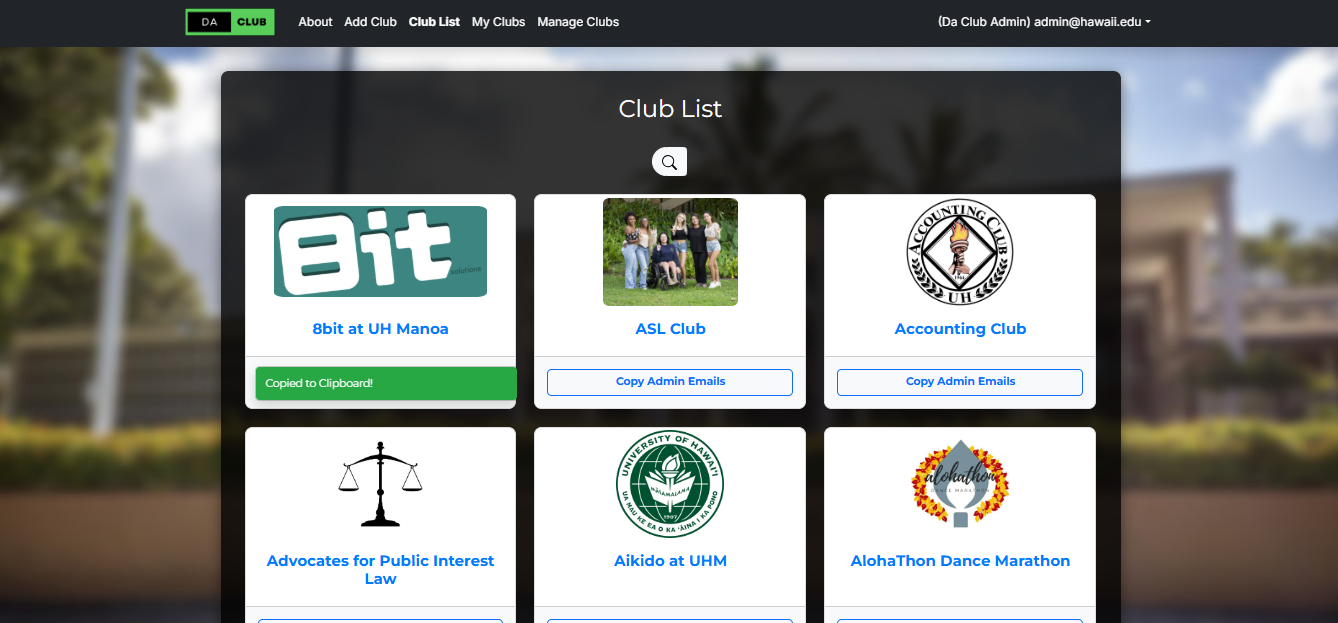 DA CLUB
About Add Club Club List My Clubs Manage Clubs
(Da Club Admin) admin@hawaii.edu
Club List
8it
solutions
8bit at UH Manoa
Copied to Clipboard!
ASL Club
Copy Admin Emails
ACCOUNTING CLUB
UH
Accounting Club
Copy Admin Emails
Advocates for Public Interest
Law
UNIVERSITY OF HAWAI'I
MALAMALAMA
1907
UA MAU KE EA O KA 'ĀINA I KA PONO
Aikido at UHM
alohathon
DANCE MARATHON
AlohaThon Dance Marathon